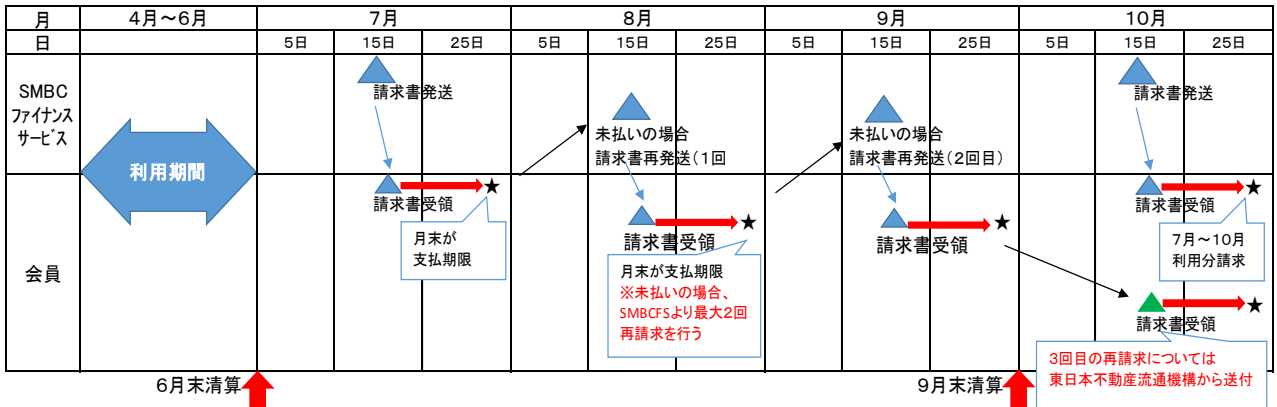 月 4月～6月 7月 8月 9月 10月
日 5日 15日 25日 5日 15日 25日 5日 15日 25日 5日 15日 25日
SMBC
ファイナンス
サービス
請求書発送
未払いの場合
請求書再発送(1回
未払いの場合
請求書再発送(2回目)
請求書発送
利用期間
会員
請求書受領
月末が
支払期限
請求書受領
月末が支払期限
※未払いの場合、
SMBCFSより最大2回
再請求を行う
請求書受領
請求書受領
7月～10月
利用分請求
請求書受領
3回目の再請求については
東日本不動産流通機構から送付
6月末清算
9月末清算